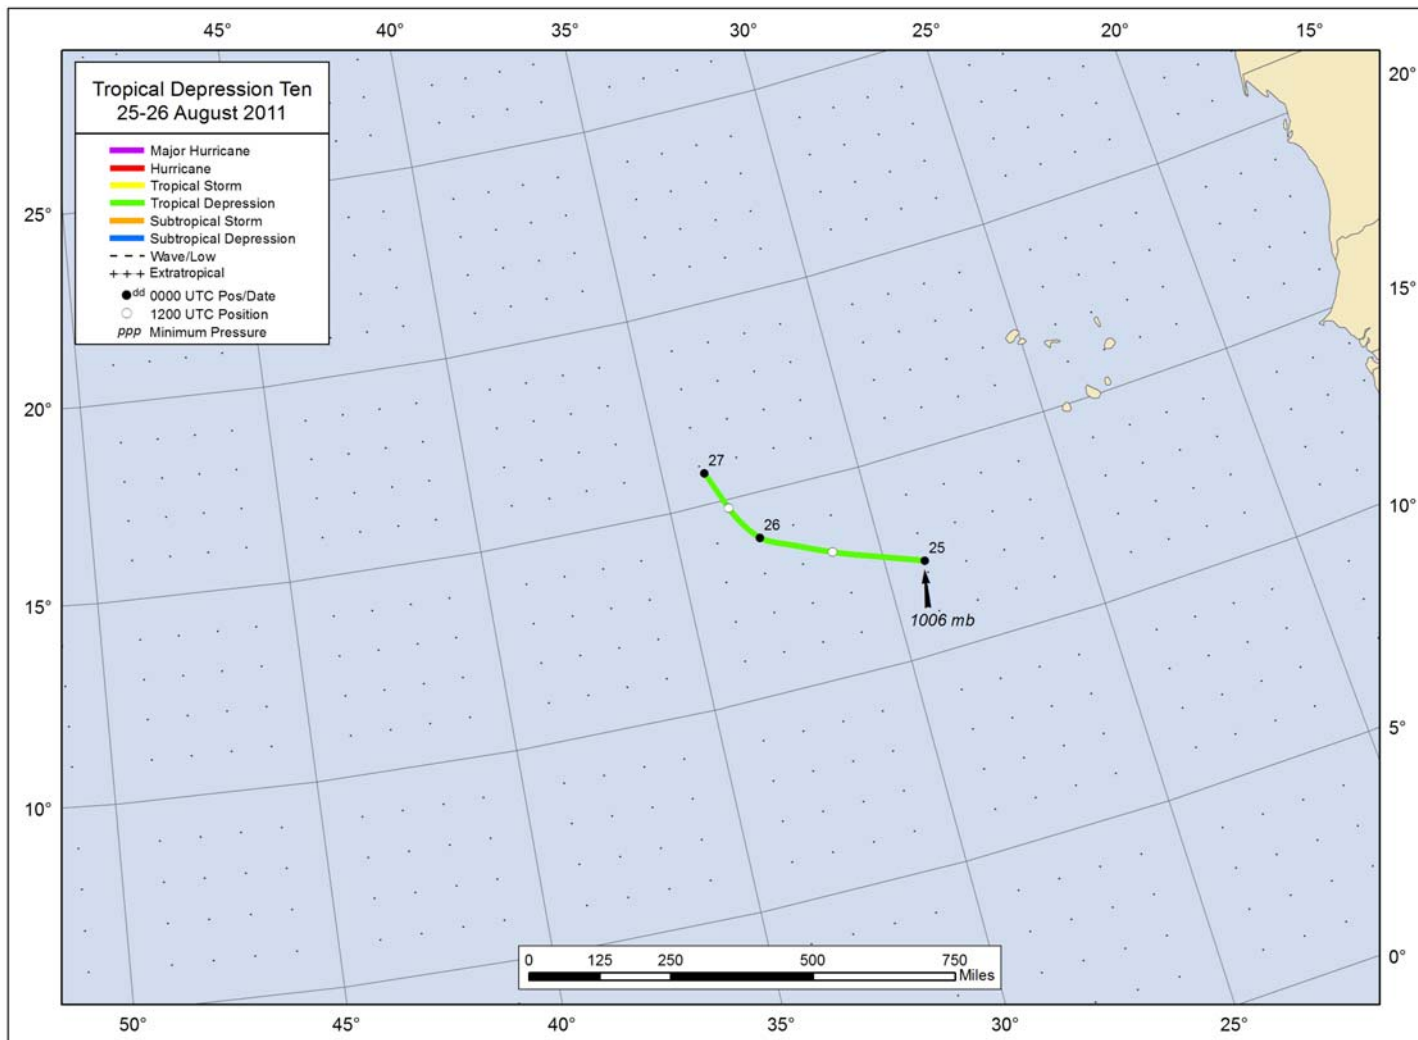 45° 40° 35° 30° 25° 20° 15°
Tropical Depression Ten
25-26 August 2011
Major Hurricane
Hurricane
Tropical Storm
Tropical Depression
Subtropical Storm
Subtropical Depression
Wave/Low
+++ Extratropical
dd 0000 UTC Pos/Date
1200 UTC Position
ppp Minimum Pressure
20°
25°
15°
20°
27
10°
26
25
15°
1006 mb
5°
10°
0 125 250 500 750
Miles
0°
50° 45° 40° 35° 30° 25°